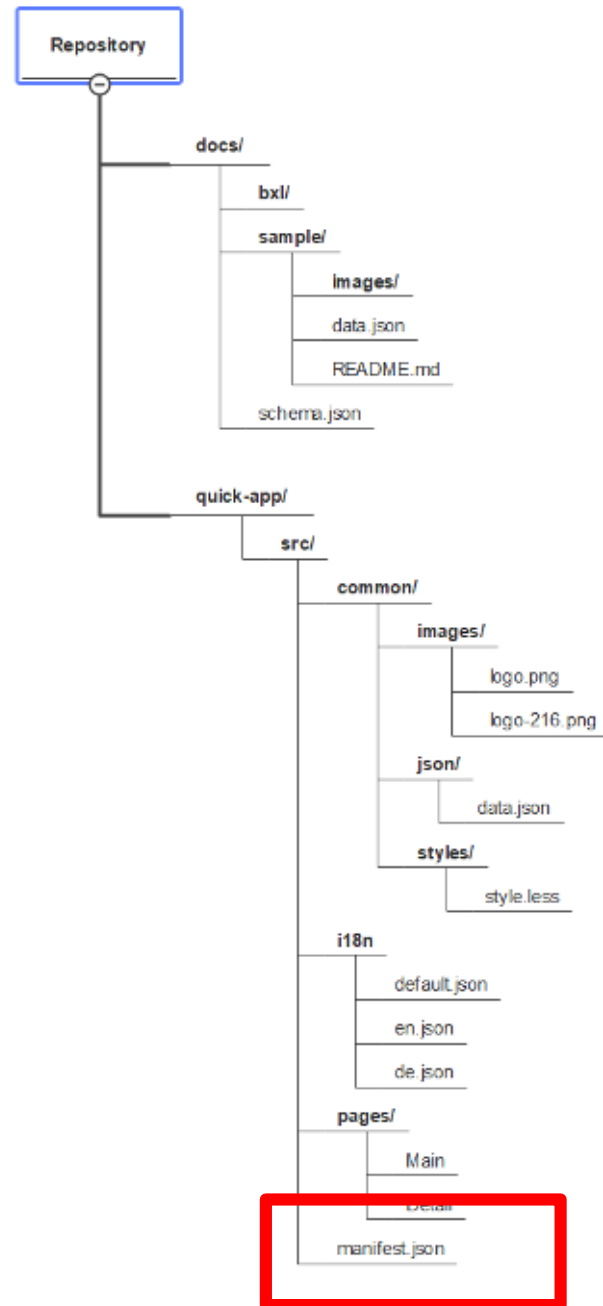 Repository
docs/
bxl/
sample/
images/
data.json
README.md
schema.json
quick-app/
src/
common/
images/
logo.png
logo-216.png
json/
data.json
styles/
style.less
i18n
default.json
en.json
de.json
pages/
Main
Detail
manifest.json